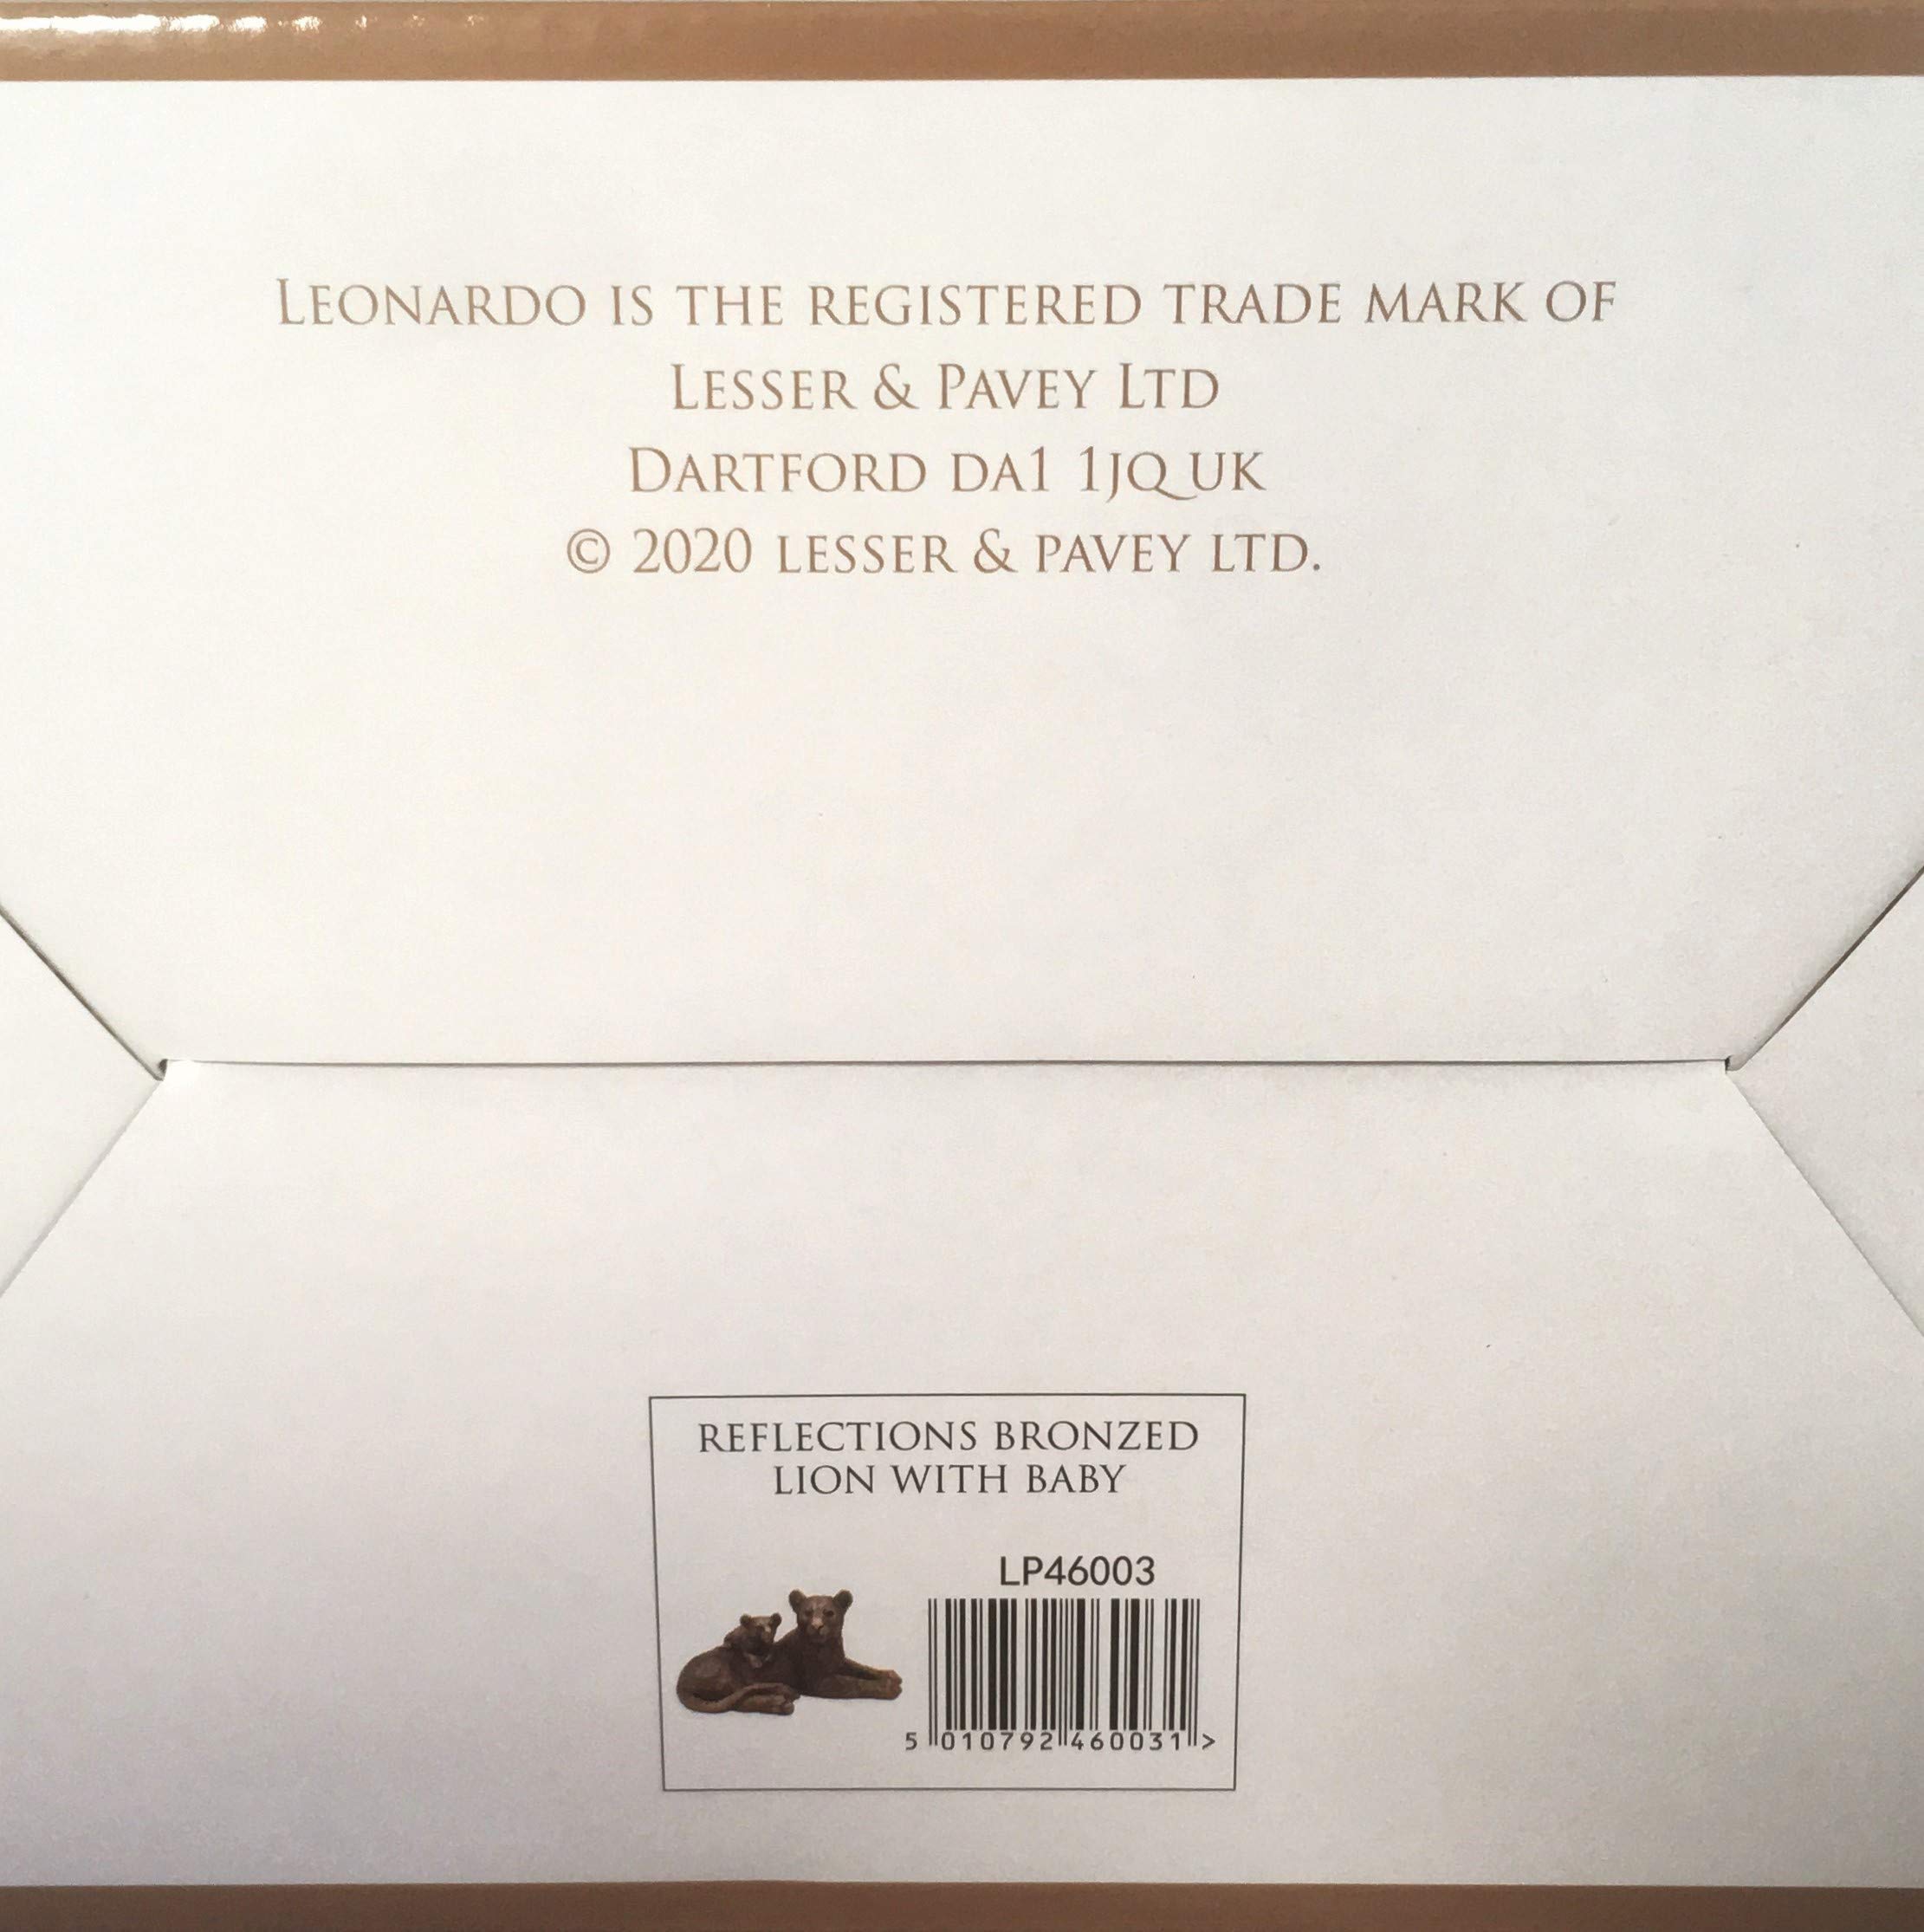 LEONARDO IS THE REGISTERED TRADE MARK OF
LESSER & PAVEY LTD
DARTFORD DA1 1JQ UK
© 2020 LESSER & PAVEY LTD.
REFLECTIONS BRONZED
LION WITH BABY
LP46003
5 010792 460031 >